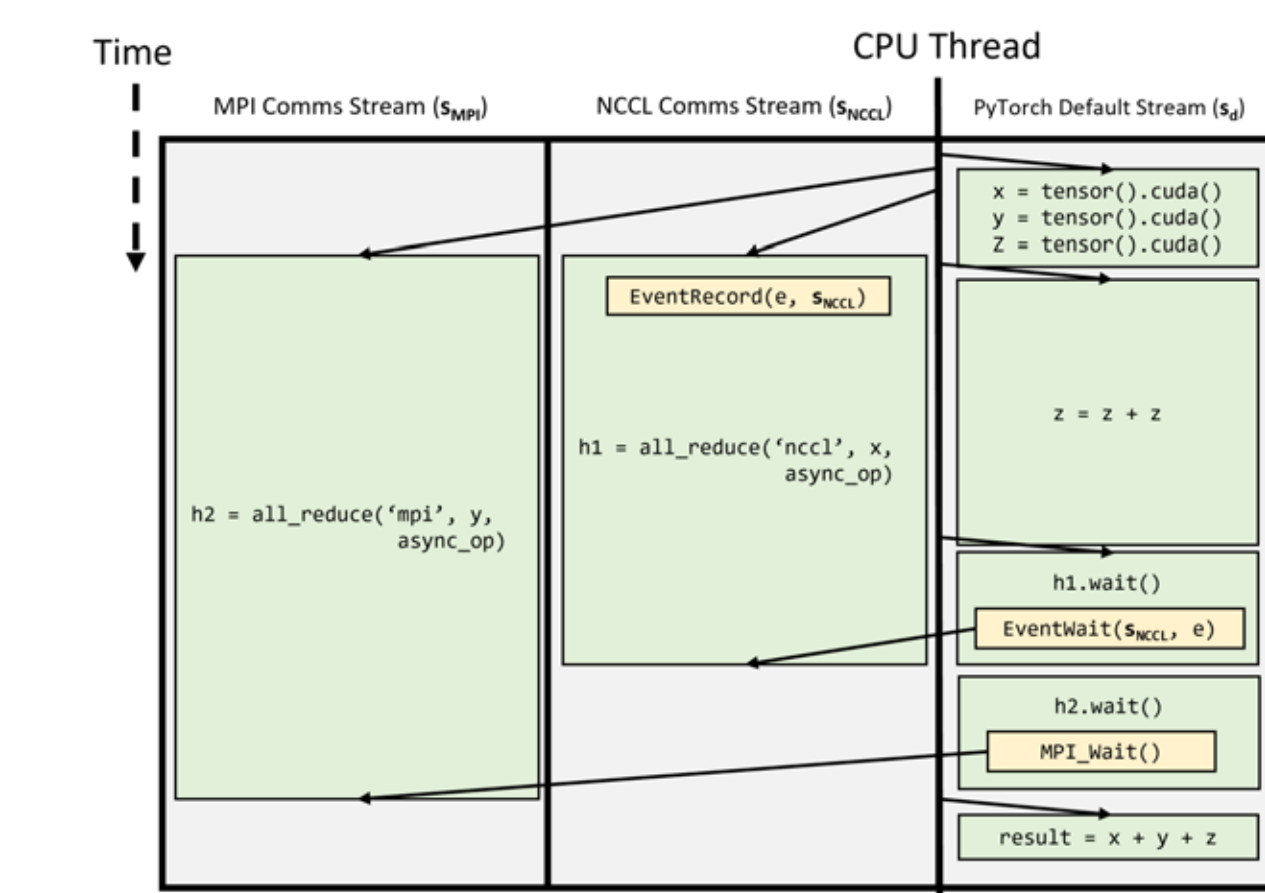 Time
CPU Thread
MPI Comms Stream (sMPI)
NCCL Comms Stream (sNCCL)
PyTorch Default Stream (sd)
x = tensor().cuda()
y = tensor().cuda()
Z = tensor().cuda()
EventRecord(e, sNCCL)
z = z + z
h1 = all_reduce(‘nccl’, x,
async_op)
h2 = all_reduce(‘mpi’, y,
async_op)
h1.wait()
EventWait(sNCCL, e)
h2.wait()
MPI_Wait()
result = x + y + z